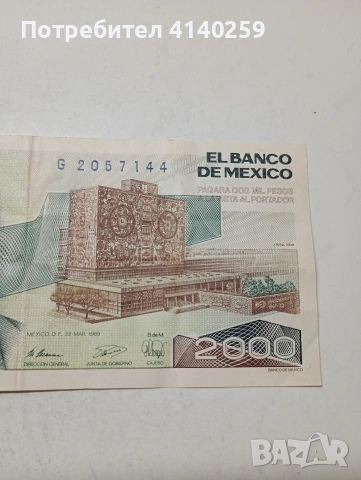 Потребител 4140259
G 2057144
EL BANCO
DE MEXICO
PAGARA DOS MIL PESOS
A LA VISTA AL PORTADOR
MEXICO, D.F., 28 MAR. 1989
B de M
2000
DIRECCION GENERAL
JUNTA DE GOBIERNO
CAJERO
BANCO DE MEXICO
BAZAR
bg